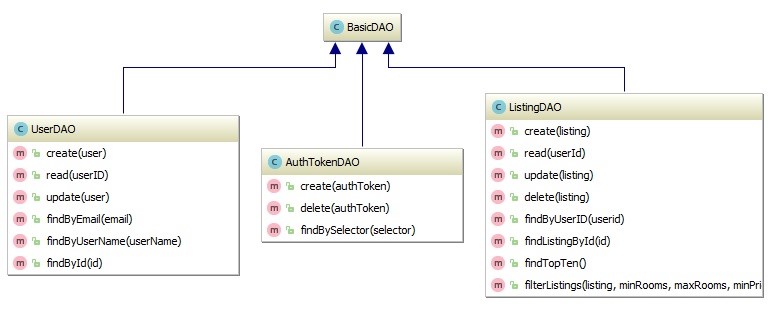 C BasicDAO
C UserDAO
m create(user)
m read(userID)
m update(user)
m findByEmail(email)
m findByUserName(userName)
m findById(id)
C AuthTokenDAO
m create(authToken)
m delete(authToken)
m findBySelector(selector)
C ListingDAO
m create(listing)
m read(userId)
m update(listing)
m delete(listing)
m findByUserID(userid)
m findListingById(id)
m findTopTen()
m filterListings(listing, minRooms, maxRooms, minPri